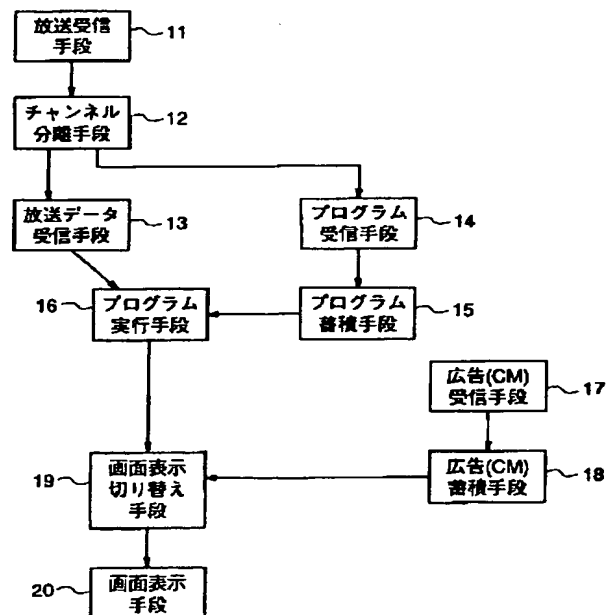 放送受信
手段
11
チャンネル
分離手段
12
放送データ
受信手段
13
プログラム
受信手段
14
16
プログラム
実行手段
プログラム
蓄積手段
15
広告(CM)
受信手段
17
19
画面表示
切り替え
手段
広告(CM)
蓄積手段
18
20
画面表示
手段